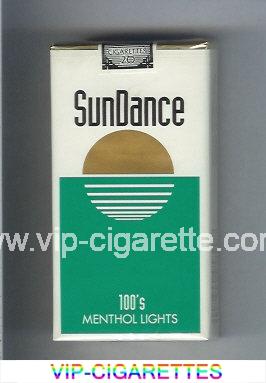 CIGARETTES
20
SunDance
www.vip-cigarette.com
100's
MENTHOL LIGHTS
VIP-CIGARETTES